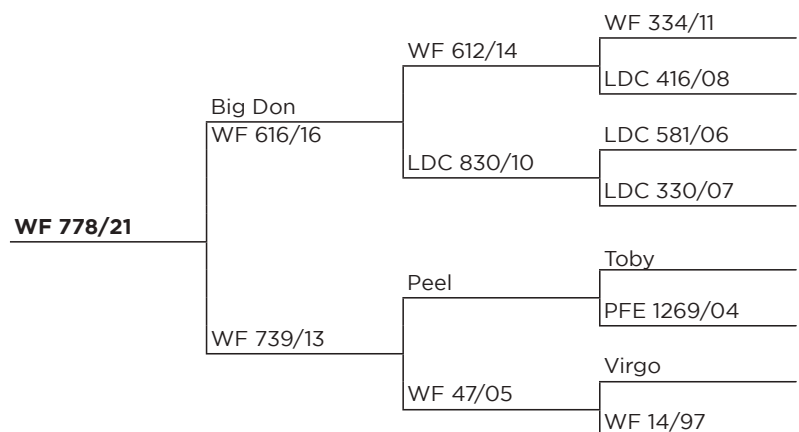 WF 334/11
WF 612/14
LDC 416/08
Big Don
WF 616/16
LDC 581/06
LDC 830/10
LDC 330/07
WF 778/21
Toby
Peel
PFE 1269/04
WF 739/13
Virgo
WF 47/05
WF 14/97